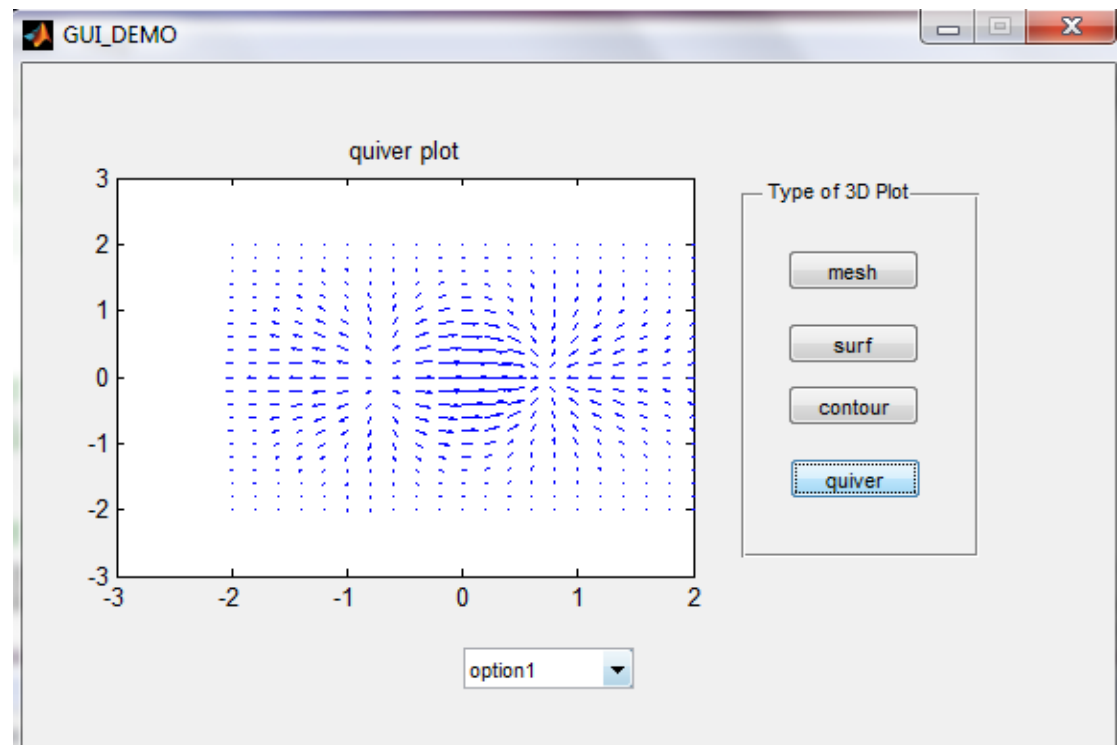 GUI_DEMO
quiver plot
3
2
1
0
-1
-2
-3
-3 -2 -1 0 1 2
Type of 3D Plot
mesh
surf
contour
quiver
option1